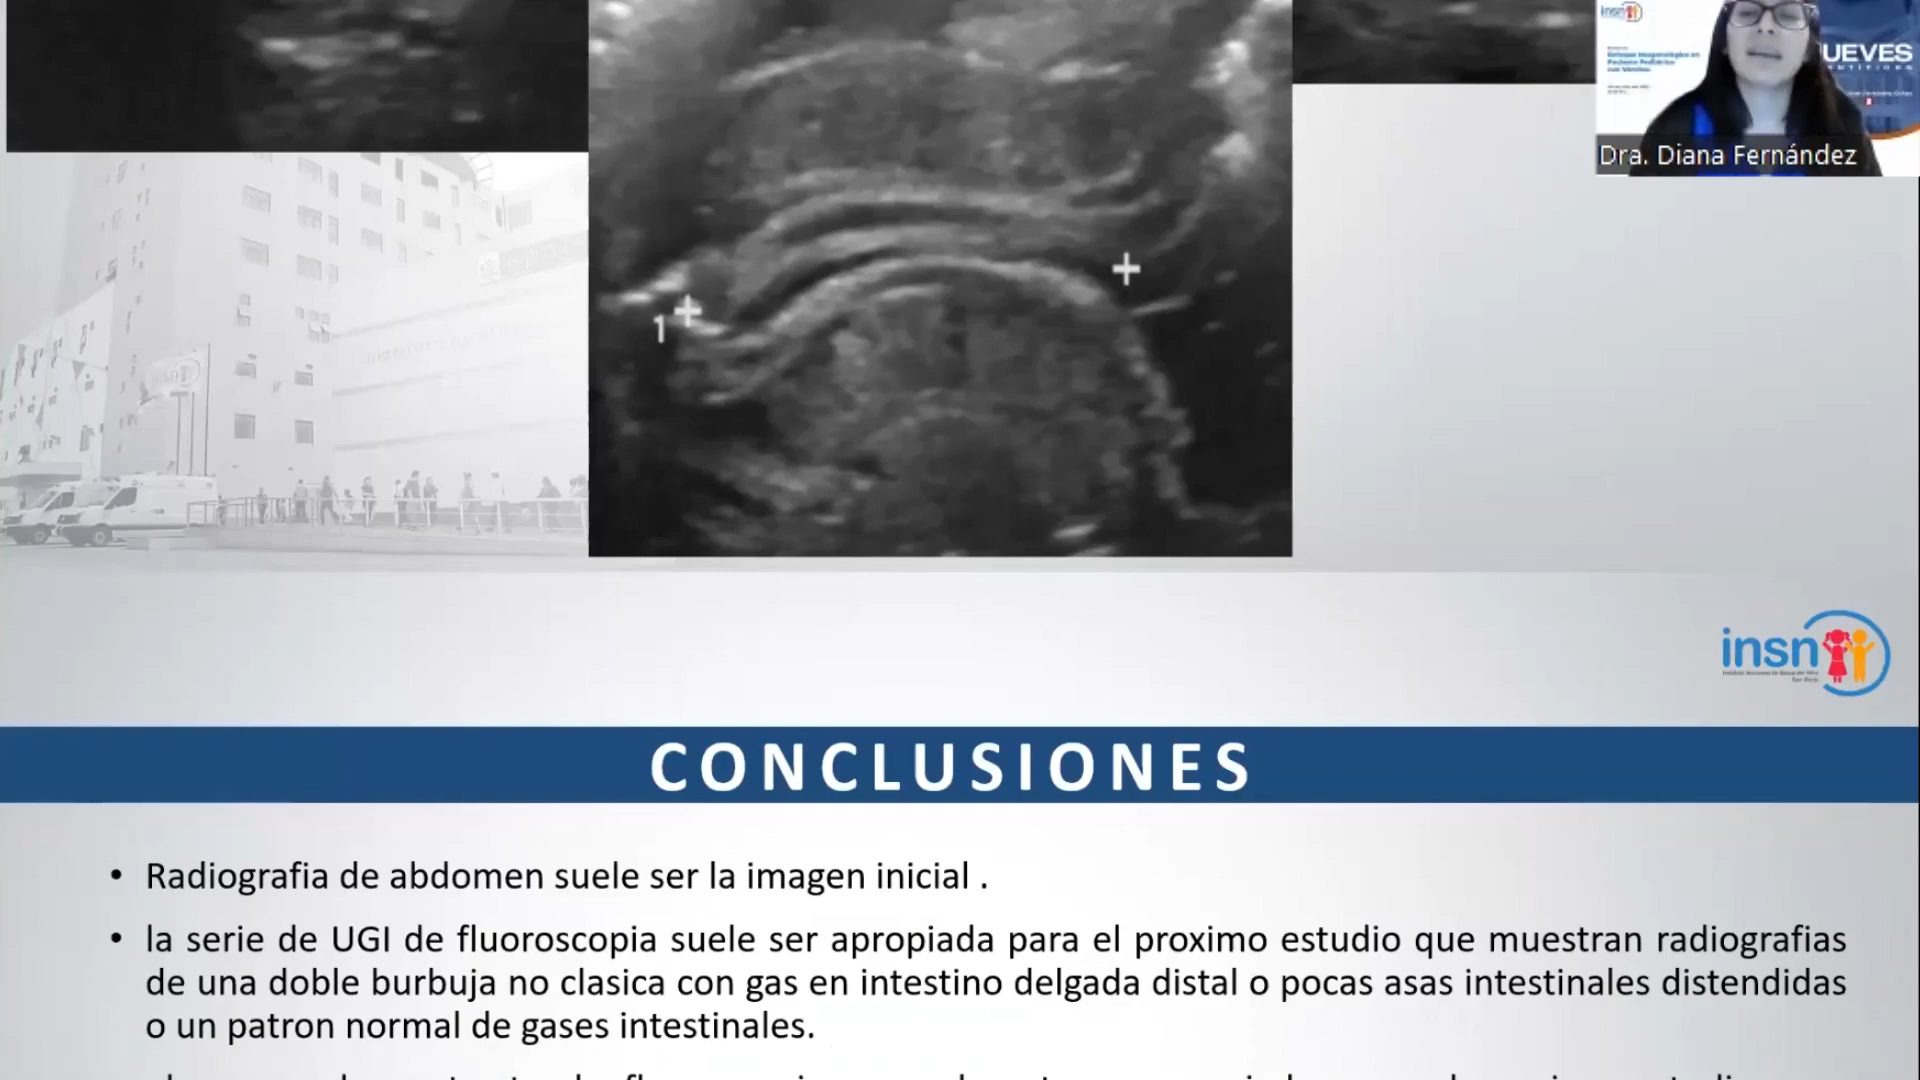 insn
UEVES
Dra. Diana Fernández
1
insn
CONCLUSIONES
• Radiografia de abdomen suele ser la imagen inicial .
• la serie de UGI de fluoroscopia suele ser apropiada para el proximo estudio que muestran radiografias
de una doble burbuja no clasica con gas en intestino delgada distal o pocas asas intestinales distendidas
o un patron normal de gases intestinales.